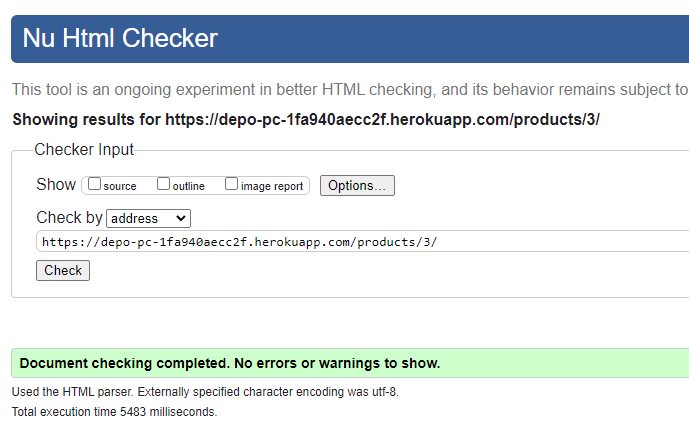 Nu Html Checker
This tool is an ongoing experiment in better HTML checking, and its behavior remains subject to
Showing results for https://depo-pc-1fa940aecc2f.herokuapp.com/products/3/
Checker Input
Show source outline image report Options...
Check by address
https://depo-pc-1fa940aecc2f.herokuapp.com/products/3/
Check
Document checking completed. No errors or warnings to show.
Used the HTML parser. Externally specified character encoding was utf-8.
Total execution time 5483 milliseconds.